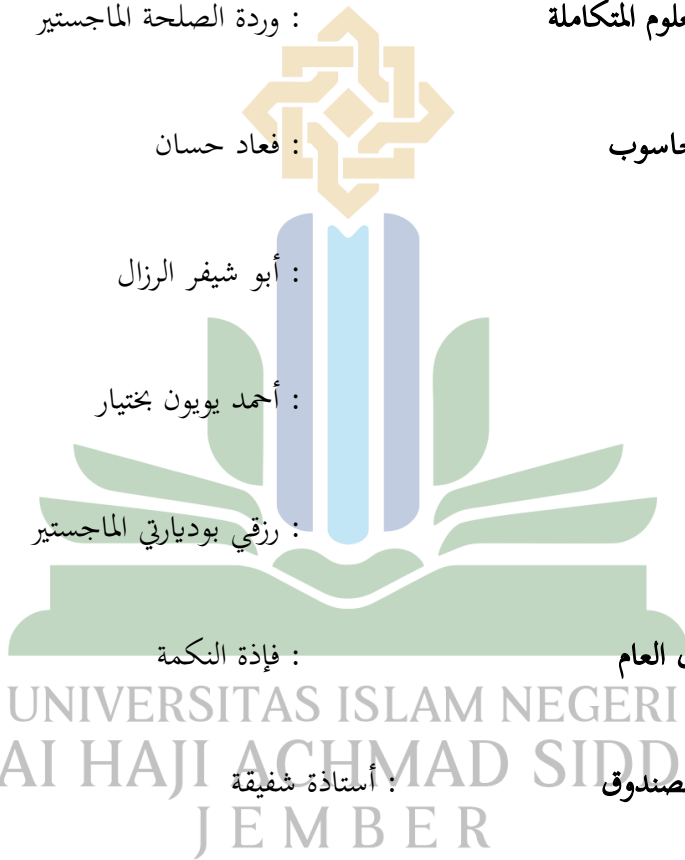 علوم المتكاملة : وردة الصلحة الماجستير
حاسوب : فعاد حسان
: أبو شيفر الرزال
: أحمد يويون بختيار
: رزقي بودياrتي الماجستير
العام : فإذة النكمة
UNIVERSITAS ISLAM NEGERI
AI HAJI ACHMAD SIDD
صندوق : أستاذة شفيقة
JEMBER